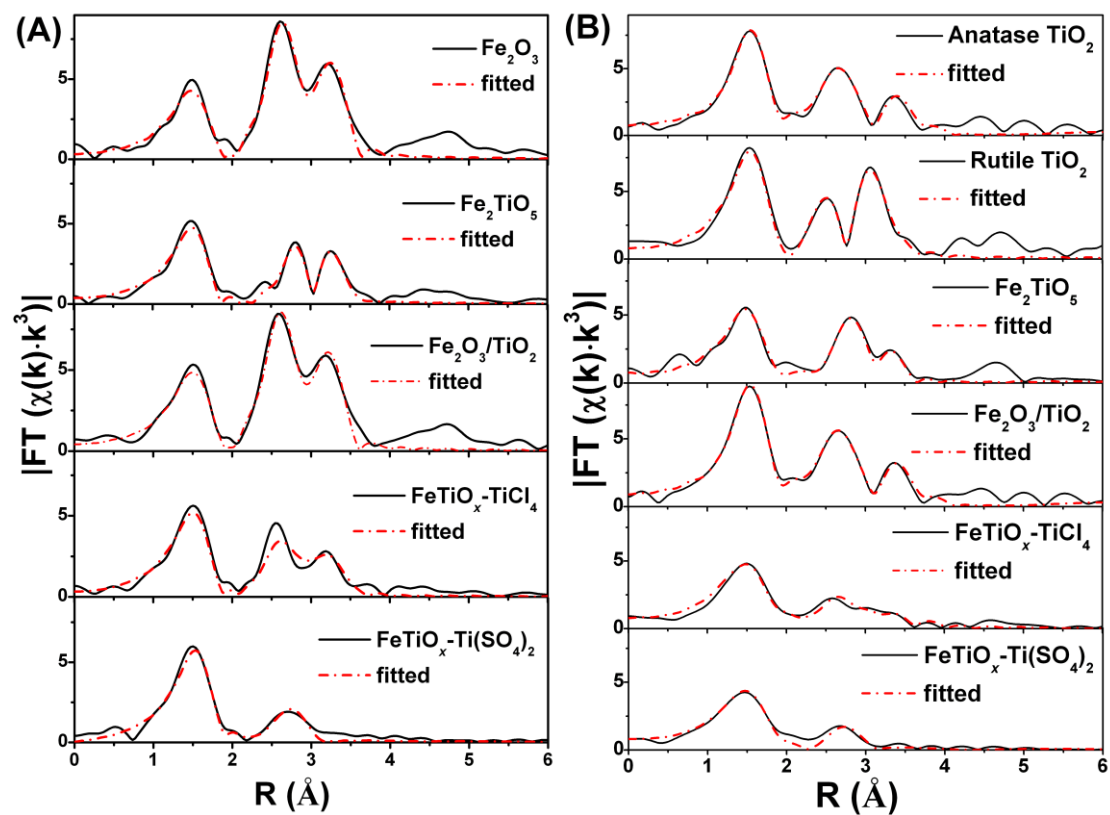 (A)
Fe₂O₃
fitted
5
0
Fe₂TiO₅
fitted
5
0
Fe₂O₃/TiO₂
fitted
5
0
FeTiOₓ-TiCl₄
fitted
5
0
FeTiOₓ-Ti(SO₄)₂
fitted
5
0
0 1 2 3 4 5 6
R (Å)
|FT (χ(k)·k³)|
(B)
Anatase TiO₂
fitted
5
0
Rutile TiO₂
fitted
5
0
Fe₂TiO₅
fitted
5
0
Fe₂O₃/TiO₂
fitted
5
0
FeTiOₓ-TiCl₄
fitted
5
0
FeTiOₓ-Ti(SO₄)₂
fitted
5
0
0 1 2 3 4 5 6
R (Å)
|FT (χ(k)·k³)|